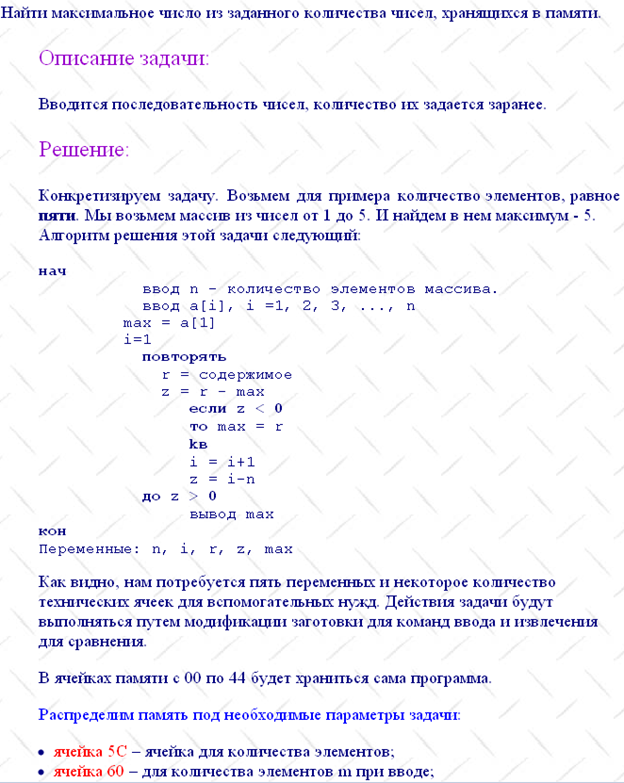 Найти максимальное число из заданного количества чисел, хранящихся в памяти.
Описание задачи:
Вводится последовательность чисел, количество их задается заранее.
Решение:
Конкретизируем задачу. Возьмем для примера количество элементов, равное
пяти. Мы возьмем массив из чисел от 1 до 5. И найдем в нем максимум - 5.
Алгоритм решения этой задачи следующий:
нач
ввод n - количество элементов массива.
ввод a[i], i =1, 2, 3, ..., n
max = a[1]
i=1
повторять
r = содержимое
z = r - max
если z < 0
то max = r
kв
i = i+1
z = i-n
до z > 0
вывод max
кон
Переменные: n, i, r, z, max
Как видно, нам потребуется пять переменных и некоторое количество
технических ячеек для вспомогательных нужд. Действия задачи будут
выполняться путем модификации заготовки для команд ввода и извлечения
для сравнения.
В ячейках памяти с 00 по 44 будет храниться сама программа.
Распределим память под необходимые параметры задачи:
• ячейка 5C – ячейка для количества элементов;
• ячейка 60 – для количества элементов m при вводе;